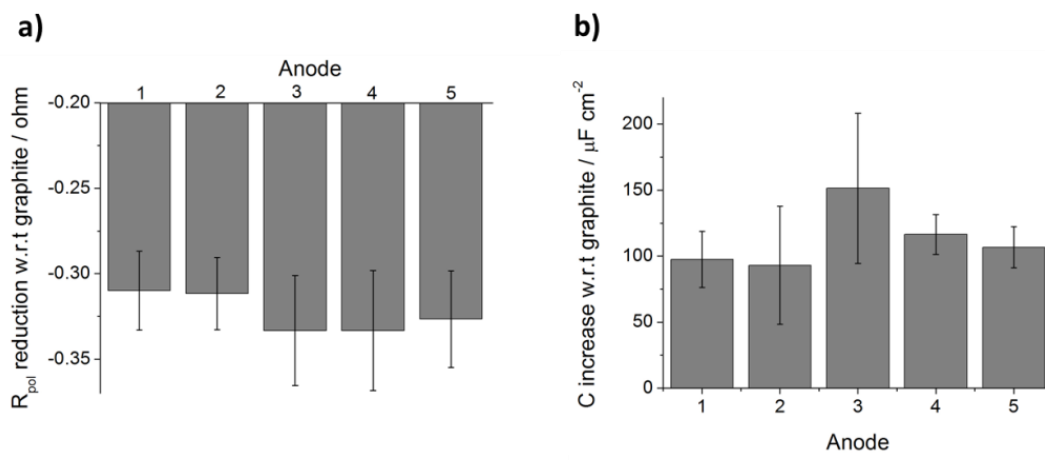 a)
Anode
1 2 3 4 5
-0.20
-0.25
-0.30
-0.35
R_pol reduction w.r.t graphite / ohm
b)
C increase w.r.t graphite / μF cm⁻²
200
150
100
50
0
1 2 3 4 5
Anode